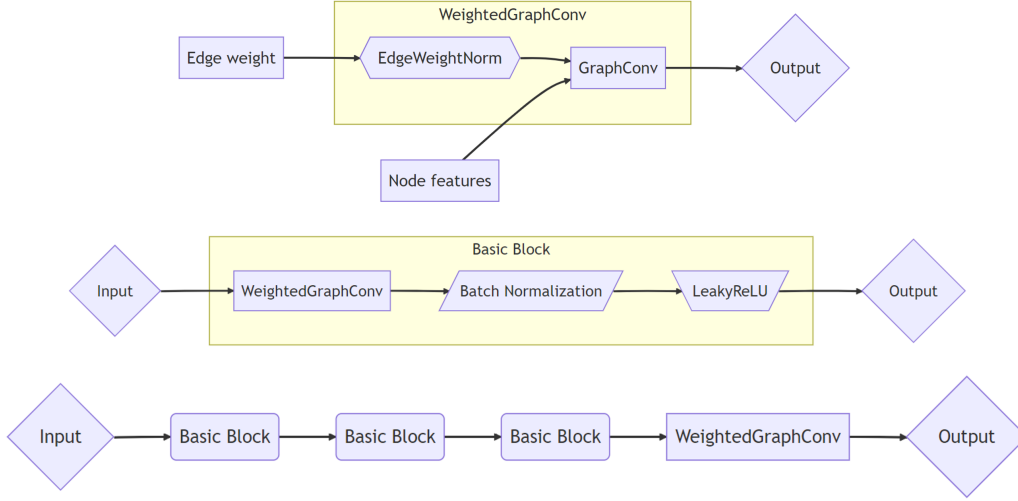 WeightedGraphConv
Edge weight
EdgeWeightNorm
GraphConv
Output
Node features
Basic Block
Input
WeightedGraphConv
Batch Normalization
LeakyReLU
Output
Input
Basic Block
Basic Block
Basic Block
WeightedGraphConv
Output